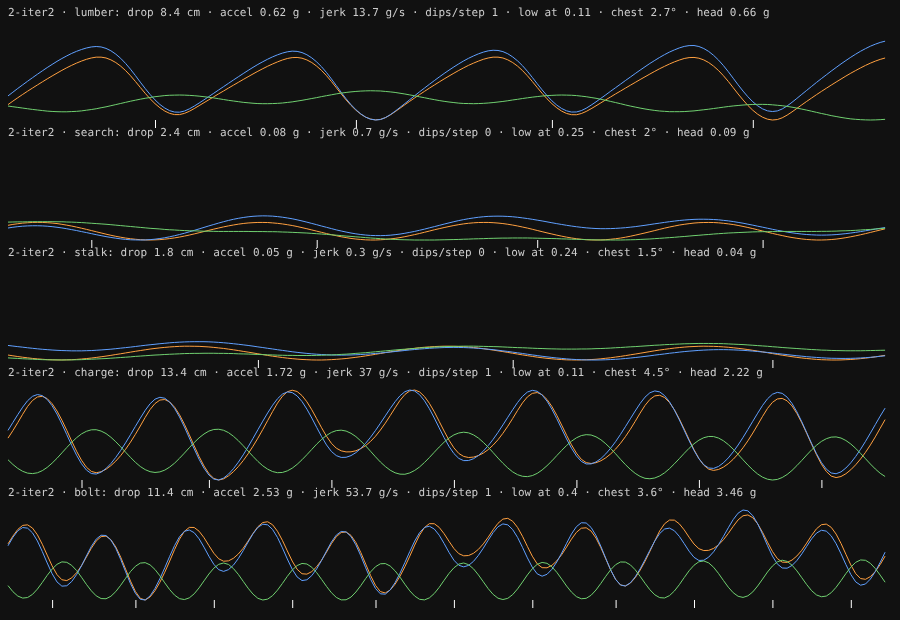 2-iter2 · lumber: drop 8.4 cm · accel 0.62 g · jerk 13.7 g/s · dips/step 1 · low at 0.11 · chest 2.7° · head 0.66 g
2-iter2 · search: drop 2.4 cm · accel 0.08 g · jerk 0.7 g/s · dips/step 0 · low at 0.25 · chest 2° · head 0.09 g
2-iter2 · stalk: drop 1.8 cm · accel 0.05 g · jerk 0.3 g/s · dips/step 0 · low at 0.24 · chest 1.5° · head 0.04 g
2-iter2 · charge: drop 13.4 cm · accel 1.72 g · jerk 37 g/s · dips/step 1 · low at 0.11 · chest 4.5° · head 2.22 g
2-iter2 · bolt: drop 11.4 cm · accel 2.53 g · jerk 53.7 g/s · dips/step 1 · low at 0.4 · chest 3.6° · head 3.46 g